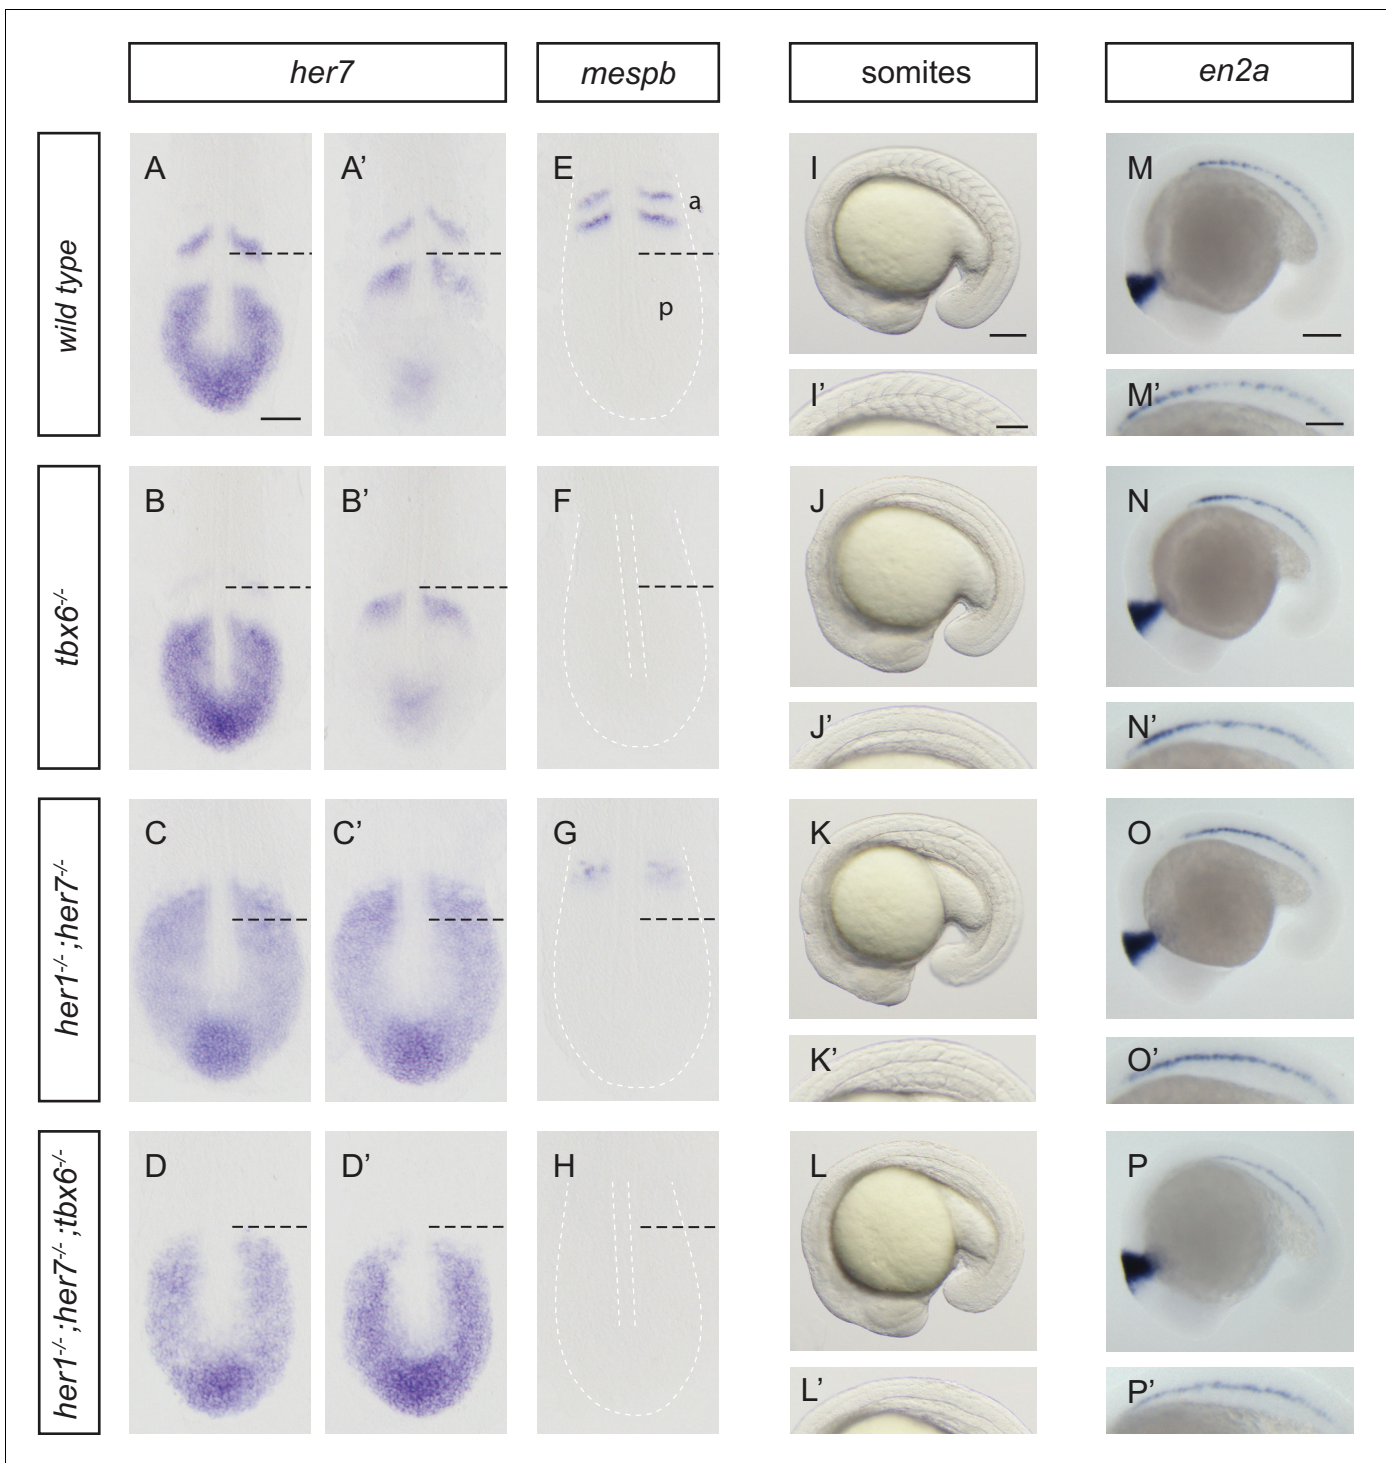 her7 mespb somites en2a
wild type
A A' E I M
a
p
I' M'
tbx6-/-
B B' F J N
J' N'
her1-/-;her7-/-
C C' G K O
K' O'
her1-/-;her7-/-;tbx6-/-
D D' H L P
L' P'